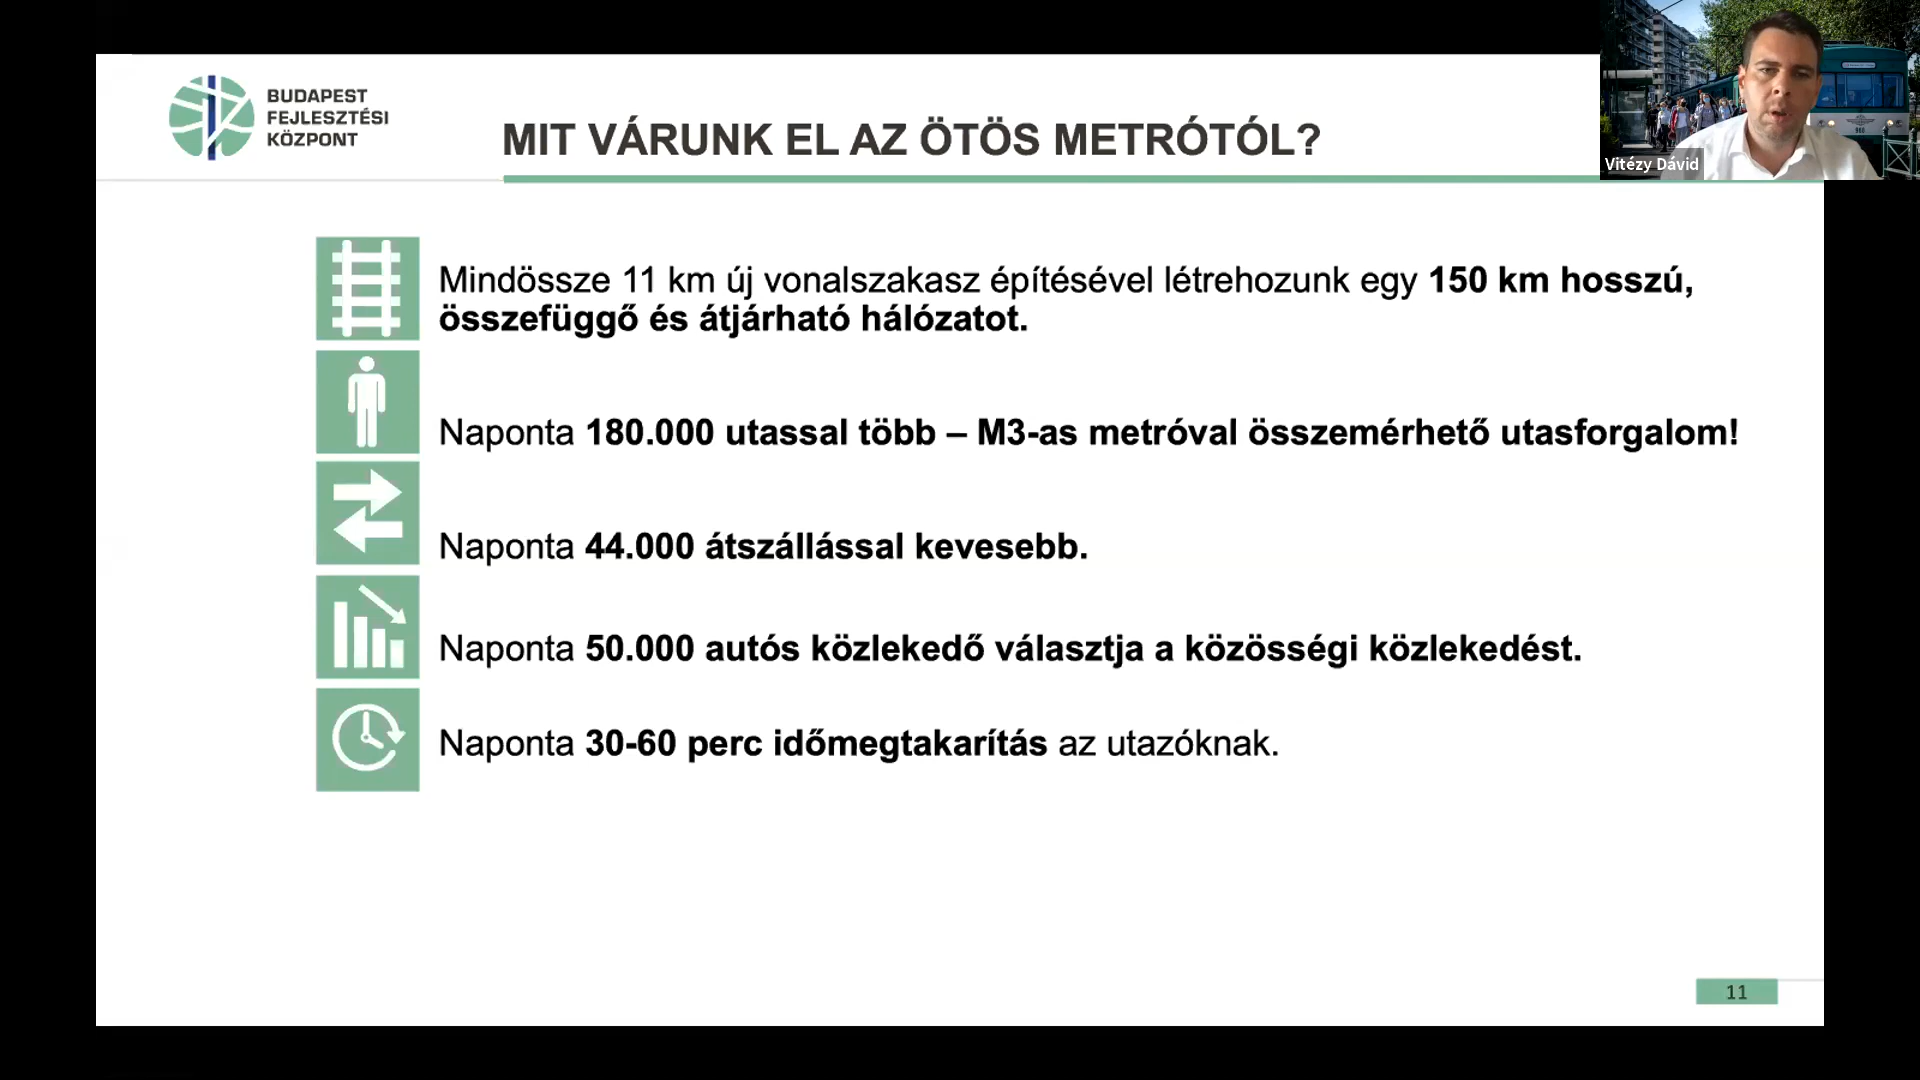 BUDAPEST
FEJLESZTÉSI
KÖZPONT
MIT VÁRUNK EL AZ ÖTÖS METRÓTÓL?
Vitézy Dávid
Mindössze 11 km új vonalszakasz építésével létrehozunk egy 150 km hosszú,
összefüggő és átjárható hálózatot.
Naponta 180.000 utassal több – M3-as metróval összemérhető utasforgalom!
Naponta 44.000 átszállással kevesebb.
Naponta 50.000 autós közlekedő választja a közösségi közlekedést.
Naponta 30-60 perc időmegtakarítás az utazóknak.
11